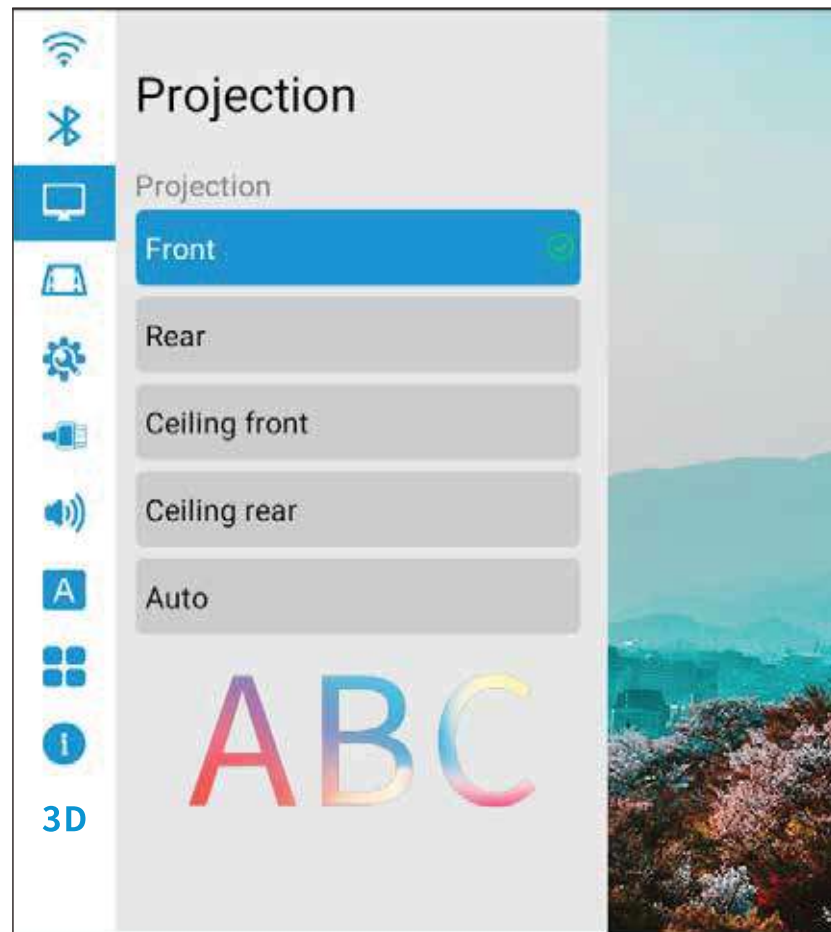 Projection
Projection
Front
Rear
Ceiling front
Ceiling rear
Auto
A
ABC
i
3D